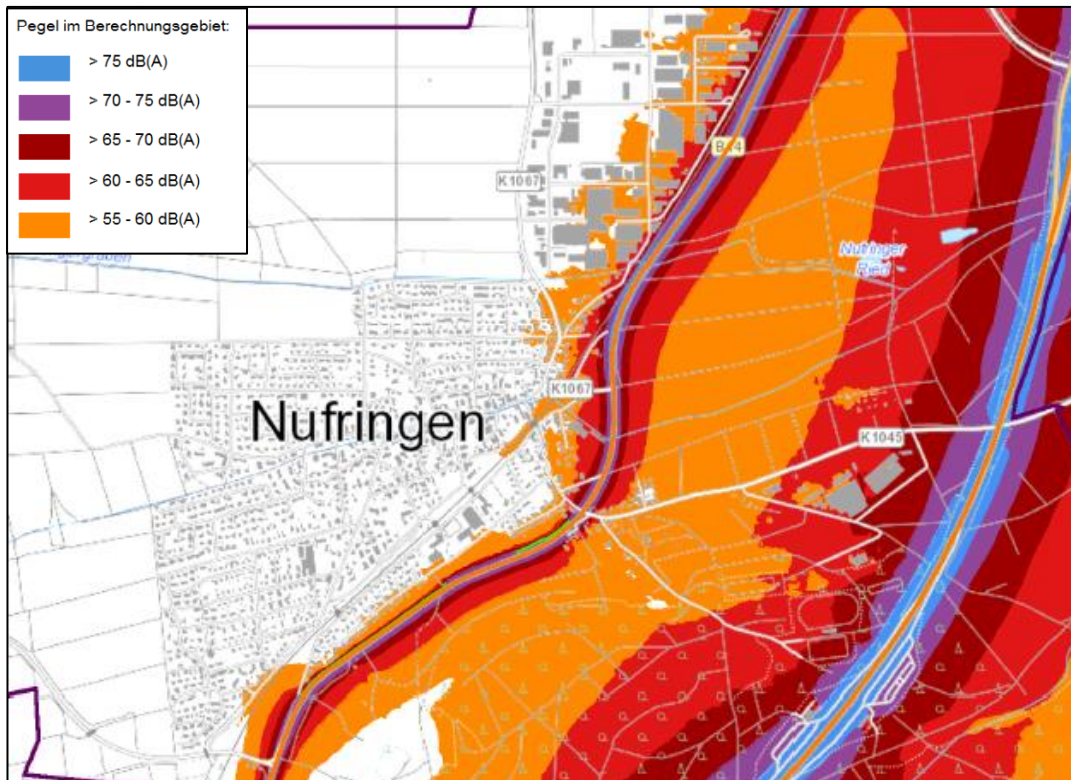 Pegel im Berechnungsgebiet:
> 75 dB(A)
> 70 - 75 dB(A)
> 65 - 70 dB(A)
> 60 - 65 dB(A)
> 55 - 60 dB(A)
B14
K1067
Nufringer
Ried
K1067
Nufringen
K1045